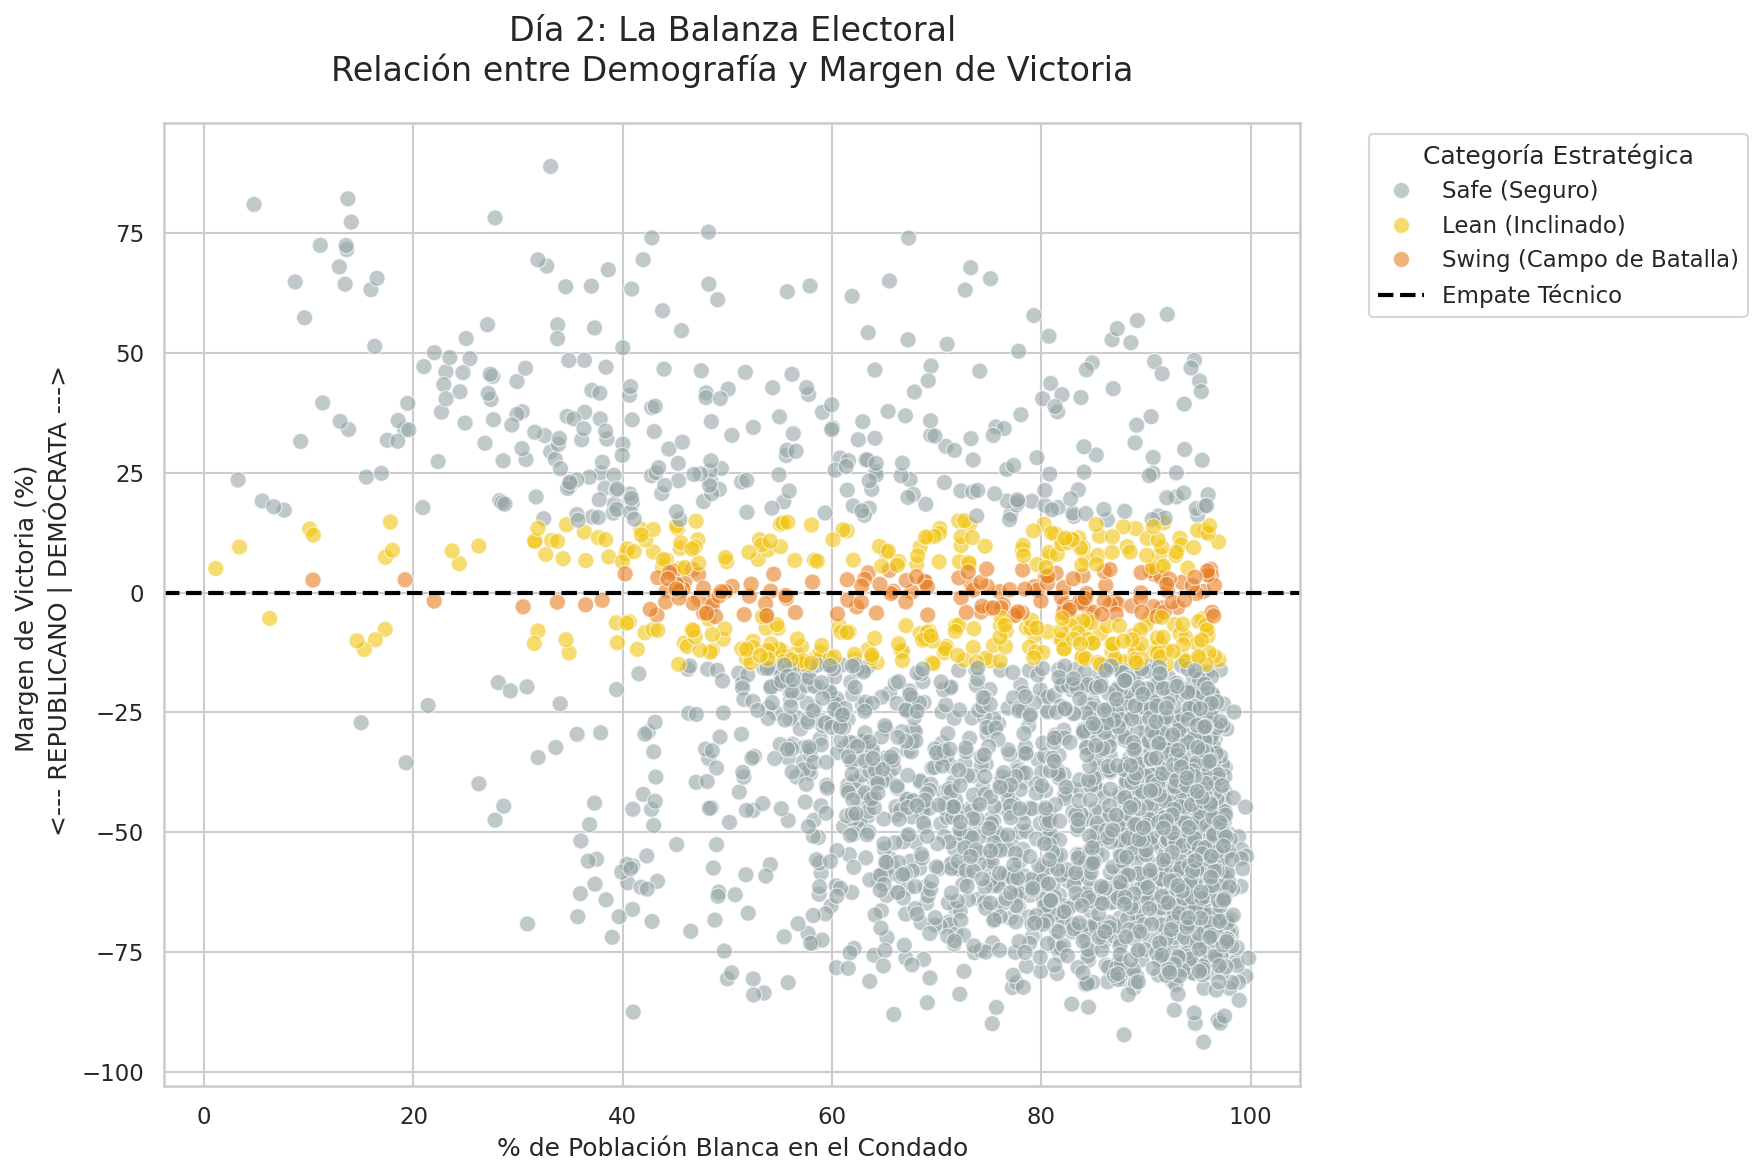 Día 2: La Balanza Electoral
Relación entre Demografía y Margen de Victoria
Margen de Victoria (%)
<--- REPUBLICANO | DEMÓCRATA --->
75
50
25
0
−25
−50
−75
−100
0
20
40
60
80
100
% de Población Blanca en el Condado
Categoría Estratégica
Safe (Seguro)
Lean (Inclinado)
Swing (Campo de Batalla)
Empate Técnico